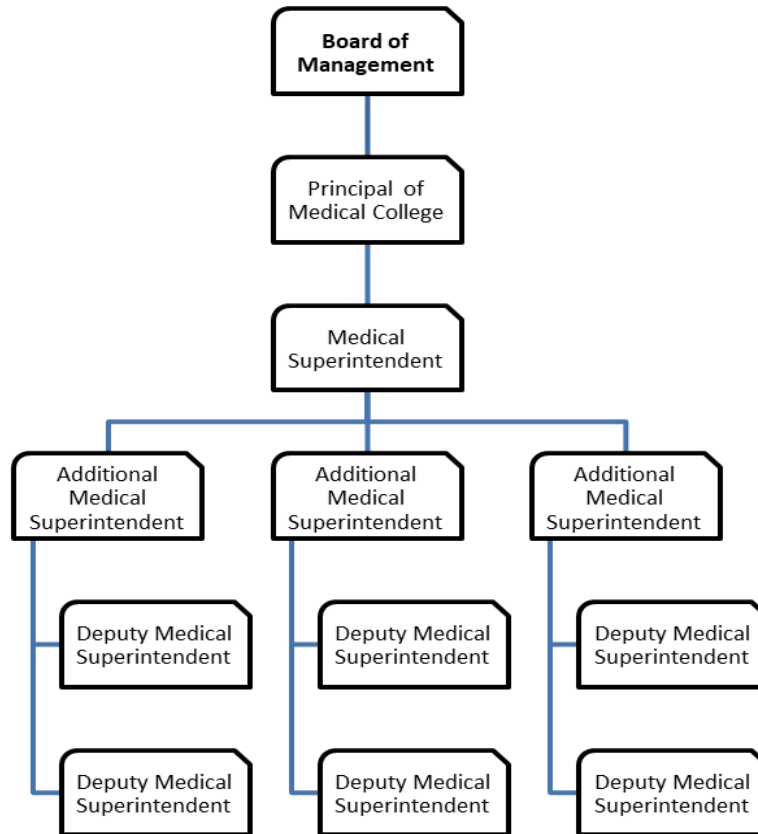 Board of
Management
Principal of
Medical College
Medical
Superintendent
Additional
Medical
Superintendent
Additional
Medical
Superintendent
Additional
Medical
Superintendent
Deputy Medical
Superintendent
Deputy Medical
Superintendent
Deputy Medical
Superintendent
Deputy Medical
Superintendent
Deputy Medical
Superintendent
Deputy Medical
Superintendent